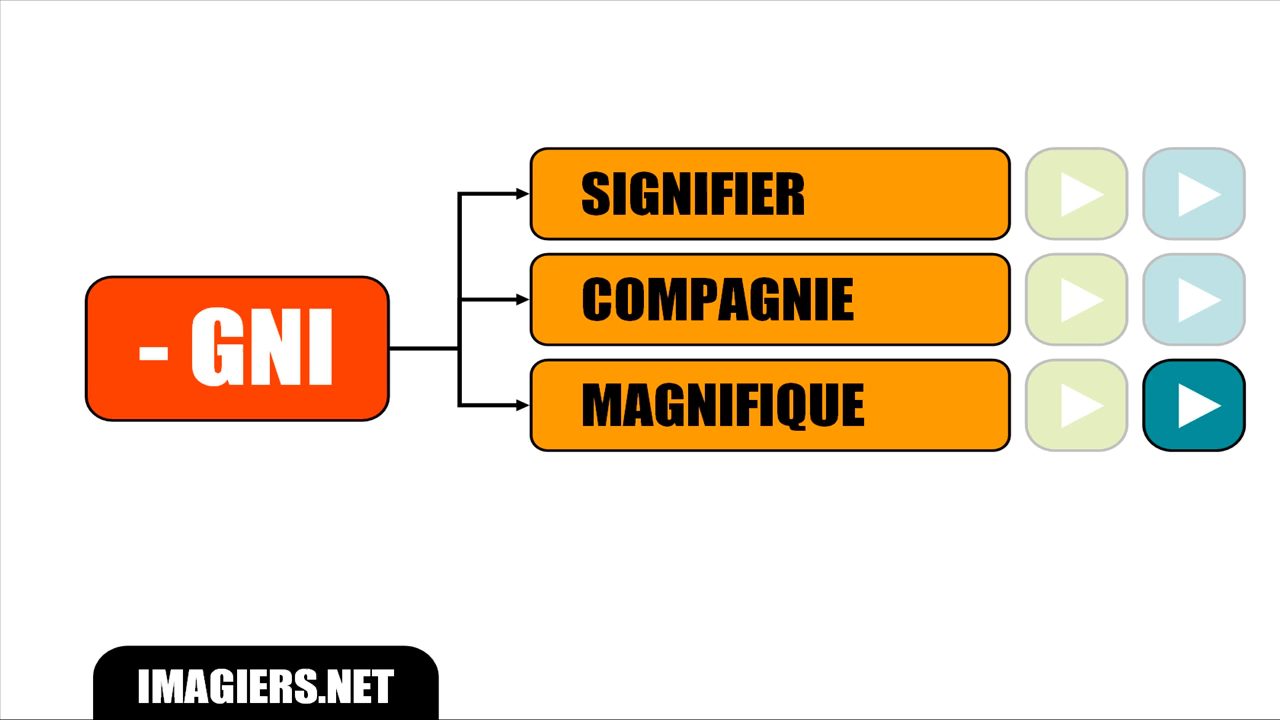 SIGNIFIER
COMPAGNIE
- GNI
MAGNIFIQUE
IMAGIERS.NET